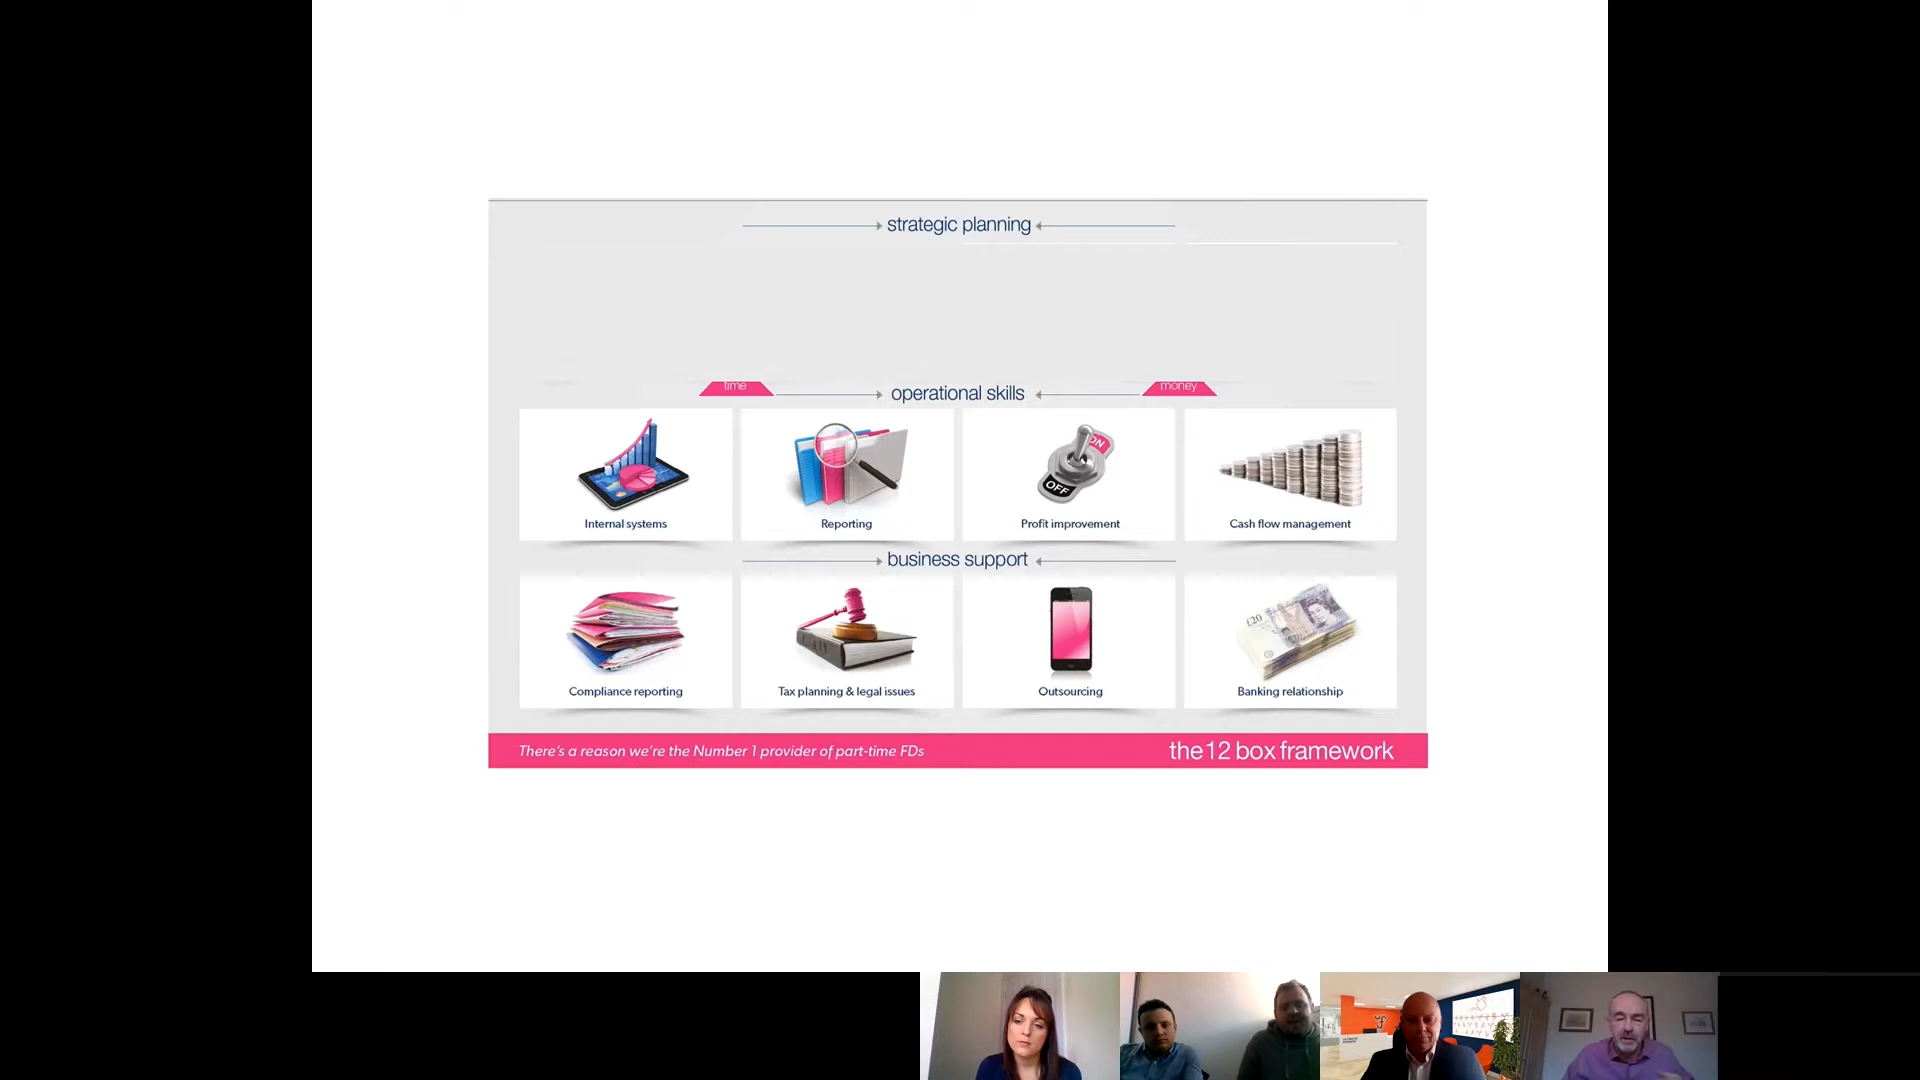 strategic planning
time
operational skills
money
ON
OFF
Internal systems
Reporting
Profit improvement
Cash flow management
business support
£20
Compliance reporting
Tax planning & legal issues
Outsourcing
Banking relationship
There's a reason we're the Number 1 provider of part-time FDs
the 12 box framework